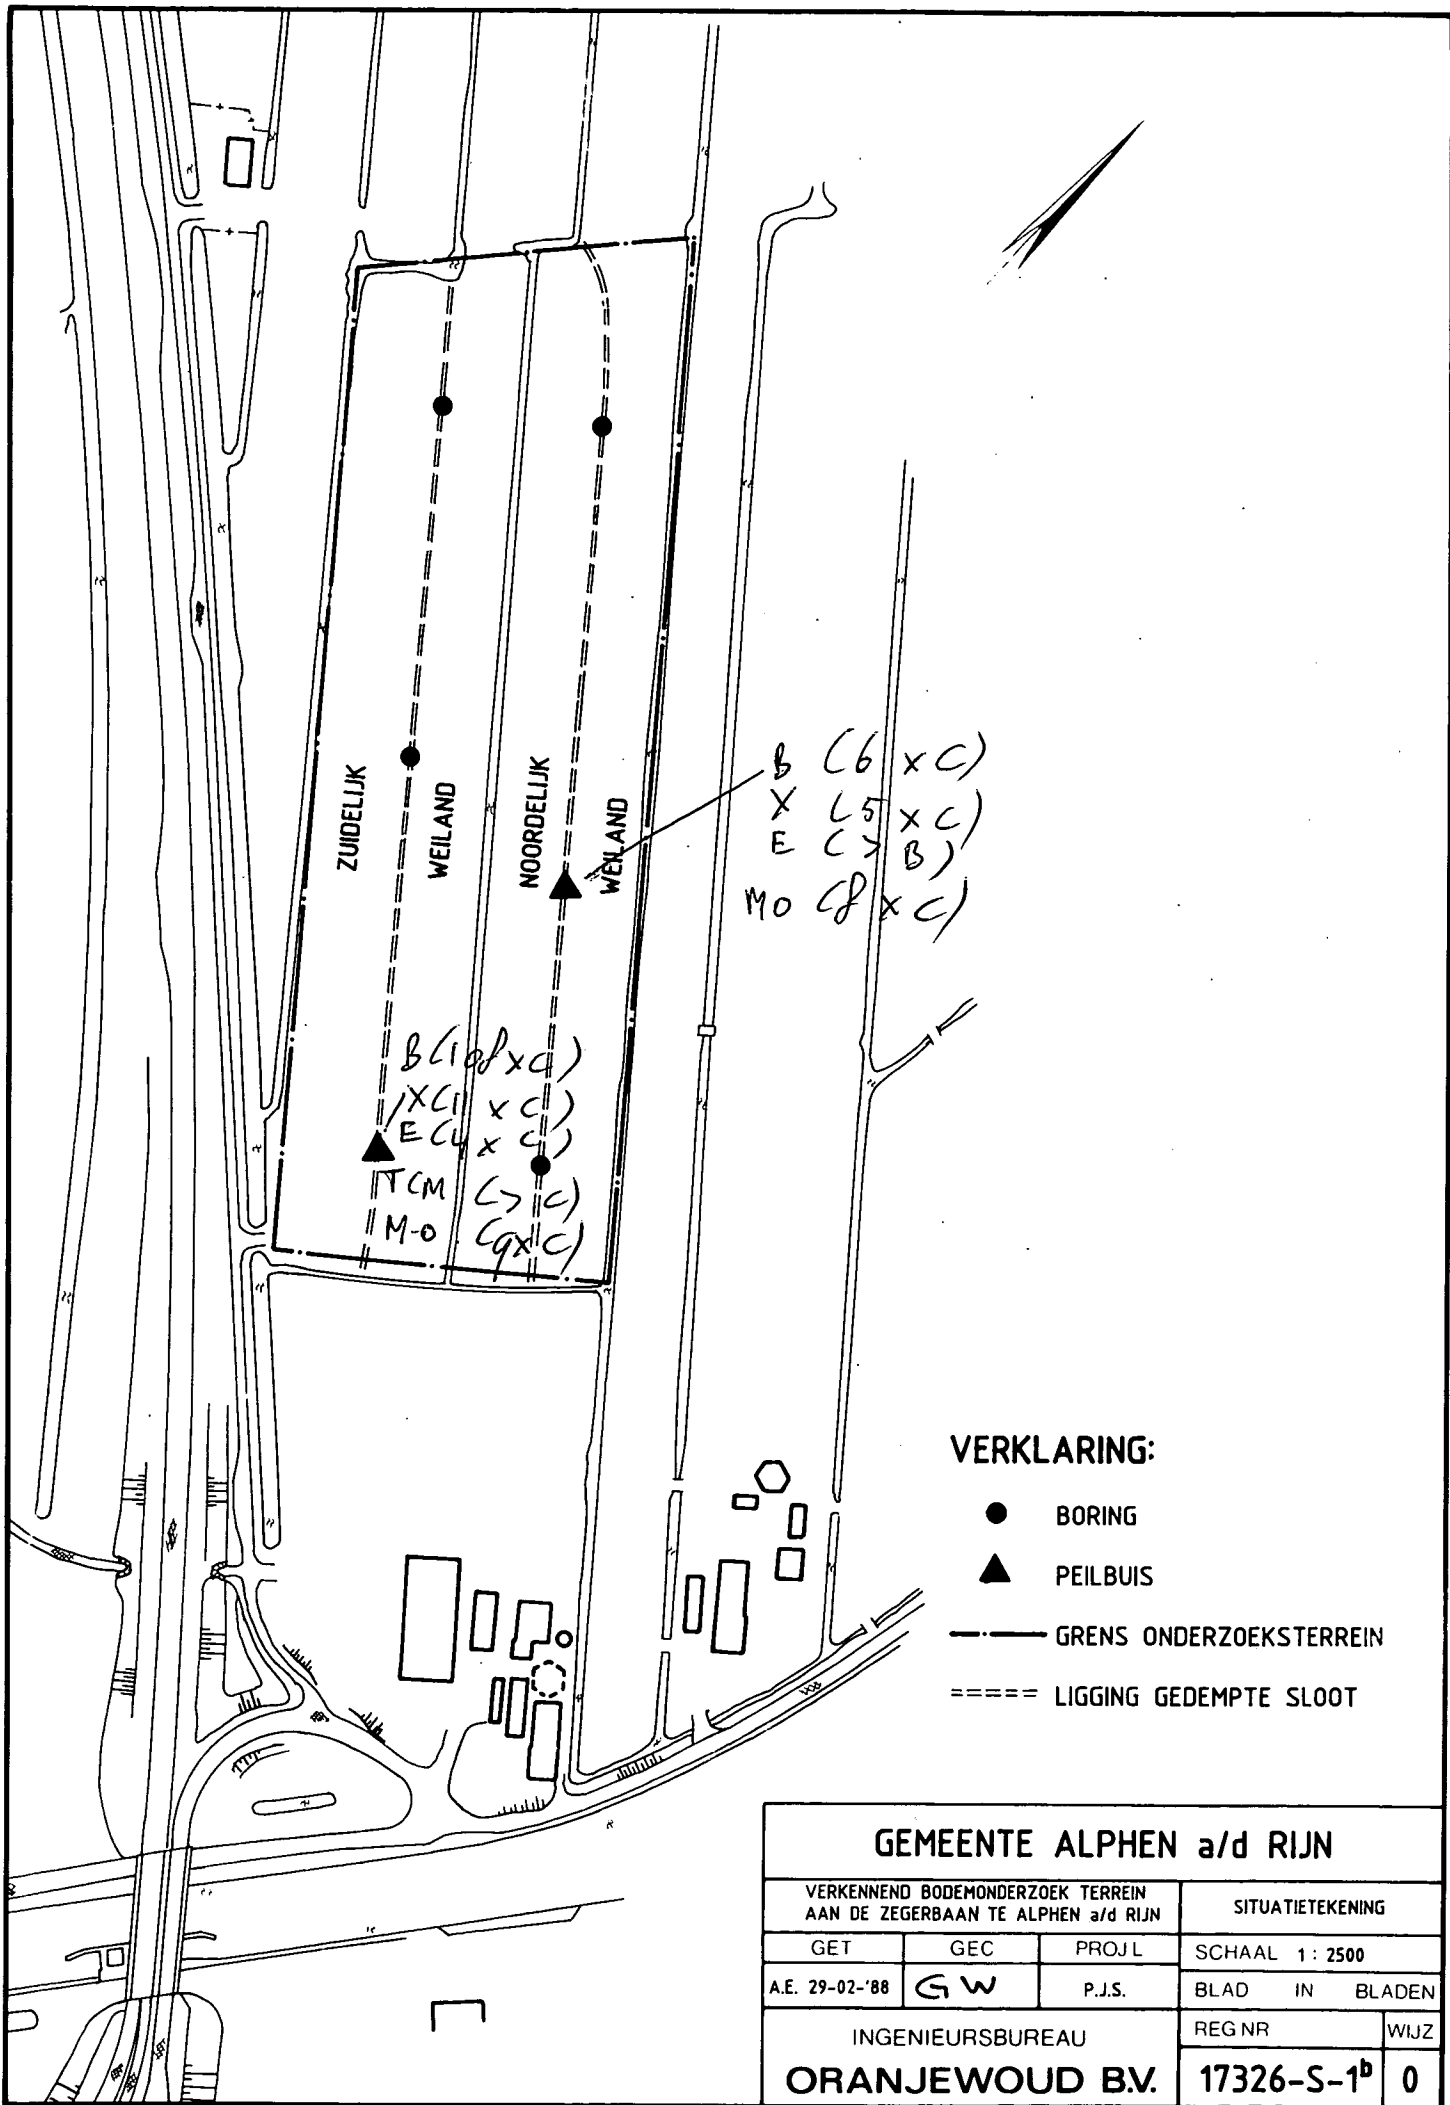 ZUIDELIJK
WEILAND
NOORDELIJK
WEILAND
B (6 x C)
X (5 x C)
E (> B)
MO (8 x C)
B (108 x C)
X (11 x C)
E (4 x C)
TCM (> C)
M-O (9 x C)
VERKLARING:
BORING
PEILBUIS
GRENS ONDERZOEKSTERREIN
LIGGING GEDEMPTE SLOOT
GEMEENTE ALPHEN a/d RIJN
VERKENNEND BODEMONDERZOEK TERREIN
AAN DE ZEGERBAAN TE ALPHEN a/d RIJN
SITUATIETEKENING
GET GEC PROJ L
SCHAAL 1 : 2500
A.E. 29-02-'88 GW P.J.S.
BLAD IN BLADEN
INGENIEURSBUREAU
ORANJEWOUD B.V.
REG NR WIJZ
17326-S-1b 0